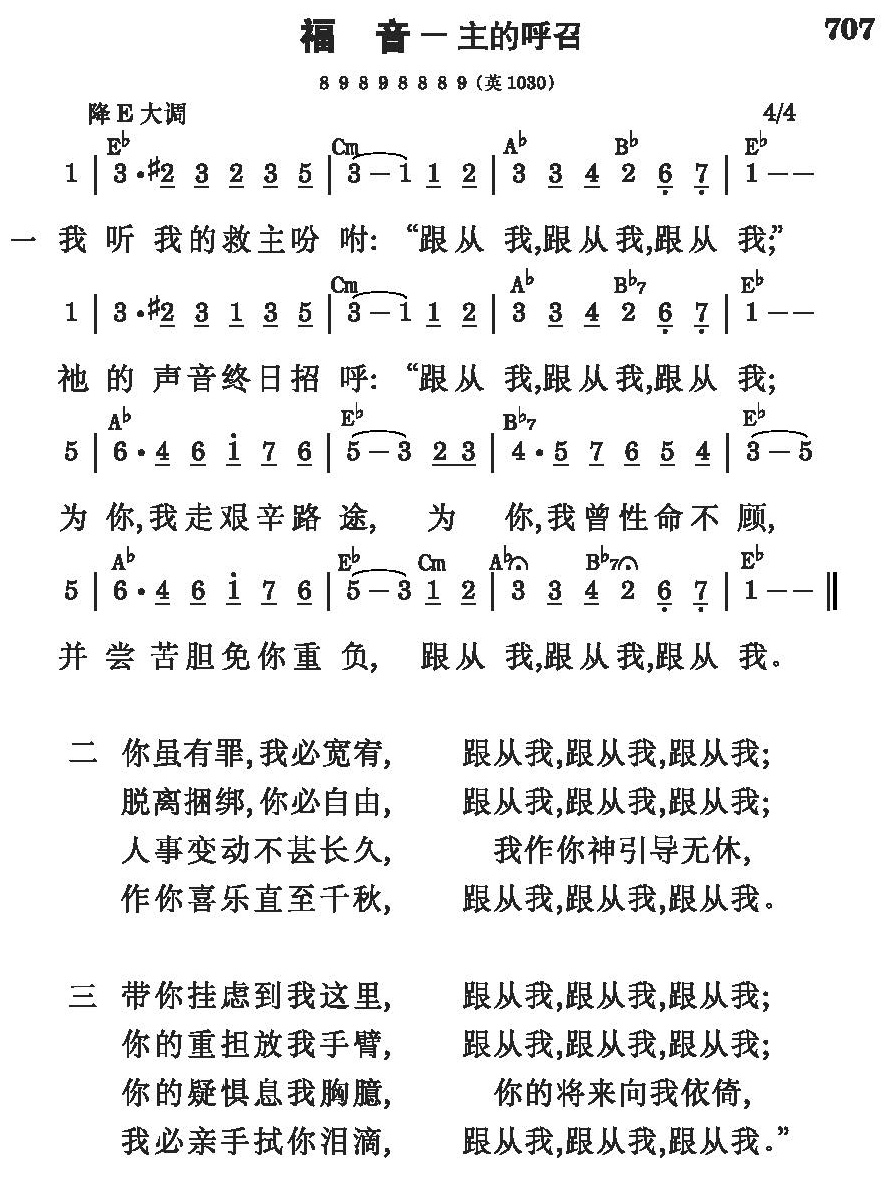 福 音－主的呼召 707
8 9 8 9 8 8 8 9 (英1030)
降E大调 4/4
E♭ Cm A♭ B♭ E♭
1 | 3·♯2 3 2 3 5 | 3－1 1 2 | 3 3 4 2 6 7 | 1－－
一 我听我的救主吩咐:“跟从我,跟从我,跟从我;”
Cm A♭ B♭7 E♭
1 | 3·♯2 3 1 3 5 | 3－1 1 2 | 3 3 4 2 6 7 | 1－－
祂的声音终日招呼:“跟从我,跟从我,跟从我;
A♭ E♭ B♭7 E♭
5 | 6·4 6 i 7 6 | 5－3 2 3 | 4·5 7 6 5 4 | 3－5
为你,我走艰辛路途, 为你,我曾性命不顾,
A♭ E♭ Cm A♭ B♭7 E♭
5 | 6·4 6 i 7 6 | 5－3 1 2 | 3 3 4 2 6 7 | 1－－ ‖
并尝苦胆免你重负, 跟从我,跟从我,跟从我。
二 你虽有罪,我必宽宥, 跟从我,跟从我,跟从我;
脱离捆绑,你必自由, 跟从我,跟从我,跟从我;
人事变动不甚长久, 我作你神引导无休,
作你喜乐直至千秋, 跟从我,跟从我,跟从我。
三 带你挂虑到我这里, 跟从我,跟从我,跟从我;
你的重担放我手臂, 跟从我,跟从我,跟从我;
你的疑惧息我胸臆, 你的将来向我依倚,
我必亲手拭你泪滴, 跟从我,跟从我,跟从我。”